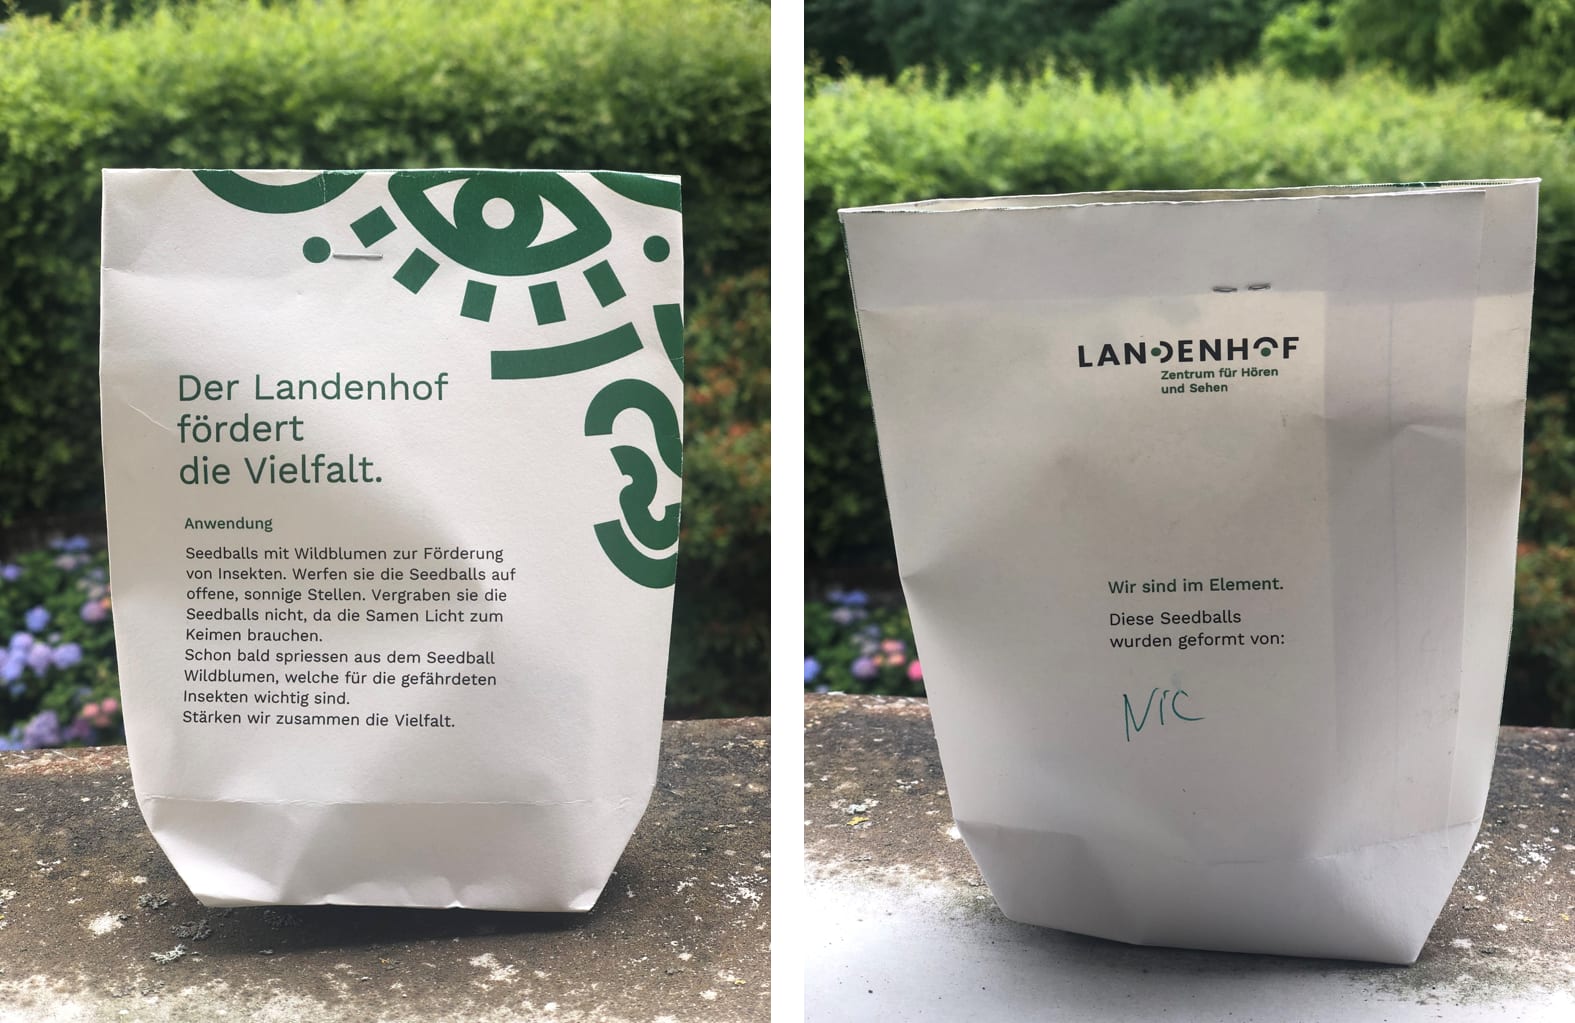 Der Landenhof
fördert
die Vielfalt.
Anwendung
Seedballs mit Wildblumen zur Förderung
von Insekten. Werfen sie die Seedballs auf
offene, sonnige Stellen. Vergraben sie die
Seedballs nicht, da die Samen Licht zum
Keimen brauchen.
Schon bald spriessen aus dem Seedball
Wildblumen, welche für die gefährdeten
Insekten wichtig sind.
Stärken wir zusammen die Vielfalt.
LANDENHOF
Zentrum für Hören
und Sehen
Wir sind im Element.
Diese Seedballs
wurden geformt von:
NIC